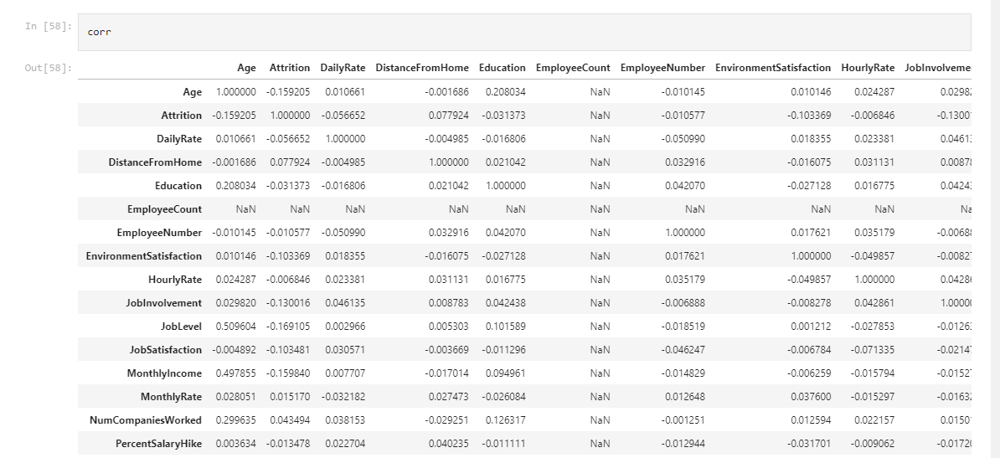 In [58]: corr
Out[58]: Age Attrition DailyRate DistanceFromHome Education EmployeeCount EmployeeNumber EnvironmentSatisfaction HourlyRate JobInvolveme
Age 1.000000 -0.159205 0.010661 -0.001686 0.208034 NaN -0.010145 0.010146 0.024287 0.0298
Attrition -0.159205 1.000000 -0.056652 0.077924 -0.031373 NaN -0.010577 -0.103369 -0.006846 -0.1300
DailyRate 0.010661 -0.056652 1.000000 -0.004985 -0.016806 NaN -0.050990 0.018355 0.023381 0.0461
DistanceFromHome -0.001686 0.077924 -0.004985 1.000000 0.021042 NaN 0.032916 -0.016075 0.031131 0.0087
Education 0.208034 -0.031373 -0.016806 0.021042 1.000000 NaN 0.042070 -0.027128 0.016775 0.0424
EmployeeCount NaN NaN NaN NaN NaN NaN NaN NaN NaN Na
EmployeeNumber -0.010145 -0.010577 -0.050990 0.032916 0.042070 NaN 1.000000 0.017621 0.035179 -0.0068
EnvironmentSatisfaction 0.010146 -0.103369 0.018355 -0.016075 -0.027128 NaN 0.017621 1.000000 -0.049857 -0.0082
HourlyRate 0.024287 -0.006846 0.023381 0.031131 0.016775 NaN 0.035179 -0.049857 1.000000 0.0428
JobInvolvement 0.029820 -0.130016 0.046135 0.008783 0.042438 NaN -0.006888 -0.008278 0.042861 1.0000
JobLevel 0.509604 -0.169105 0.002966 0.005303 0.101589 NaN -0.018519 0.001212 -0.027853 -0.0126
JobSatisfaction -0.004892 -0.103481 0.030571 -0.003669 -0.011296 NaN -0.046247 -0.006784 -0.071335 -0.0214
MonthlyIncome 0.497855 -0.159840 0.007707 -0.017014 0.094961 NaN -0.014829 -0.006259 -0.015794 -0.0152
MonthlyRate 0.028051 0.015170 -0.032182 0.027473 -0.026084 NaN 0.012648 0.037600 -0.015297 -0.0163
NumCompaniesWorked 0.299635 0.043494 0.038153 -0.029251 0.126317 NaN -0.001251 0.012594 0.022157 0.0150
PercentSalaryHike 0.003634 -0.013478 0.022704 0.040235 -0.011111 NaN -0.012944 -0.031701 -0.009062 -0.0172